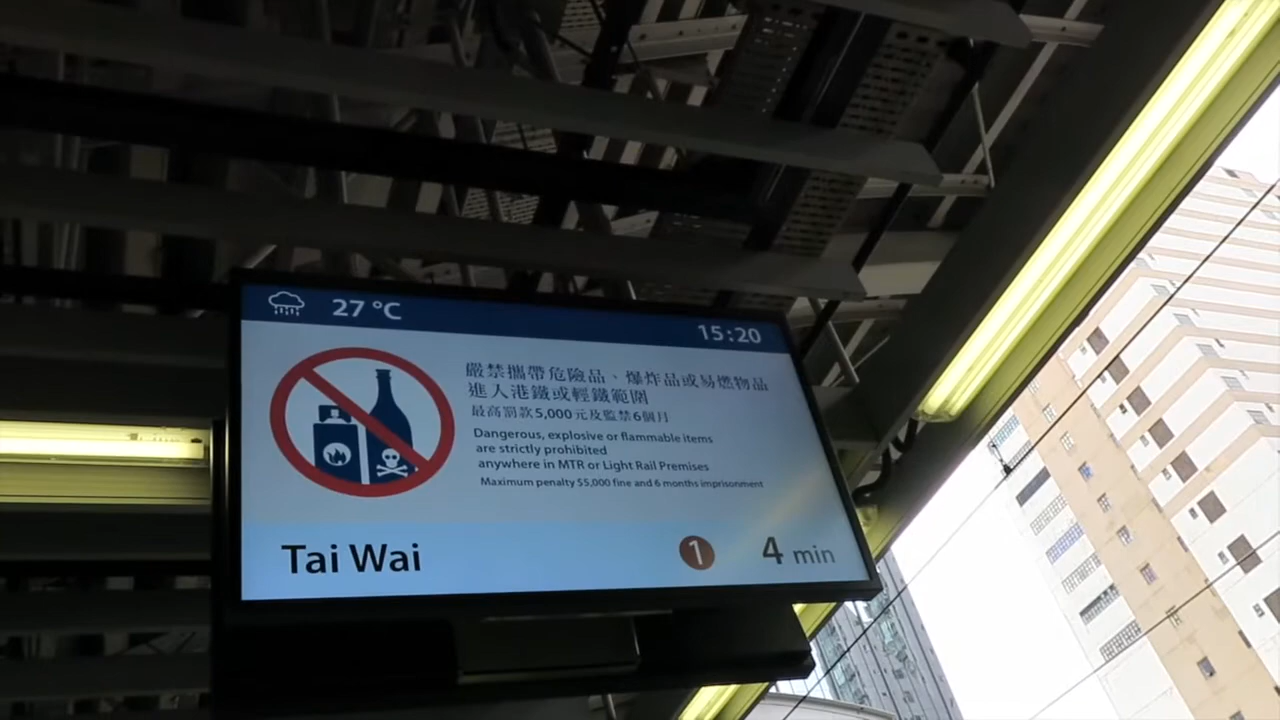 27 °C
15:20
嚴禁攜帶危險品、爆炸品或易燃物品
進入港鐵或輕鐵範圍
最高罰款5,000元及監禁6個月
Dangerous, explosive or flammable items
are strictly prohibited
anywhere in MTR or Light Rail Premises
Maximum penalty $5,000 fine and 6 months imprisonment
Tai Wai 1 4 min